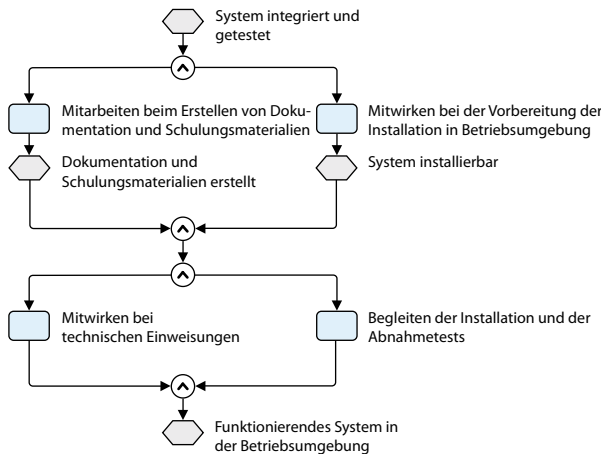 System integriert und
getestet
Mitarbeiten beim Erstellen von Doku-
mentation und Schulungsmaterialien
Mitwirken bei der Vorbereitung der
Installation in Betriebsumgebung
Dokumentation und
Schulungsmaterialien erstellt
System installierbar
Mitwirken bei
technischen Einweisungen
Begleiten der Installation und der
Abnahmetests
Funktionierendes System in
der Betriebsumgebung